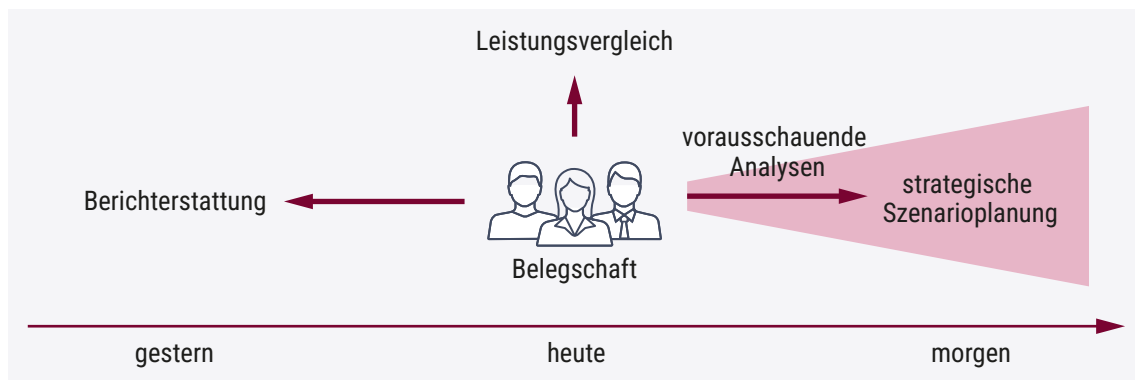 Leistungsvergleich
vorausschauende
Analysen
Berichterstattung
strategische
Szenarioplanung
Belegschaft
gestern
heute
morgen